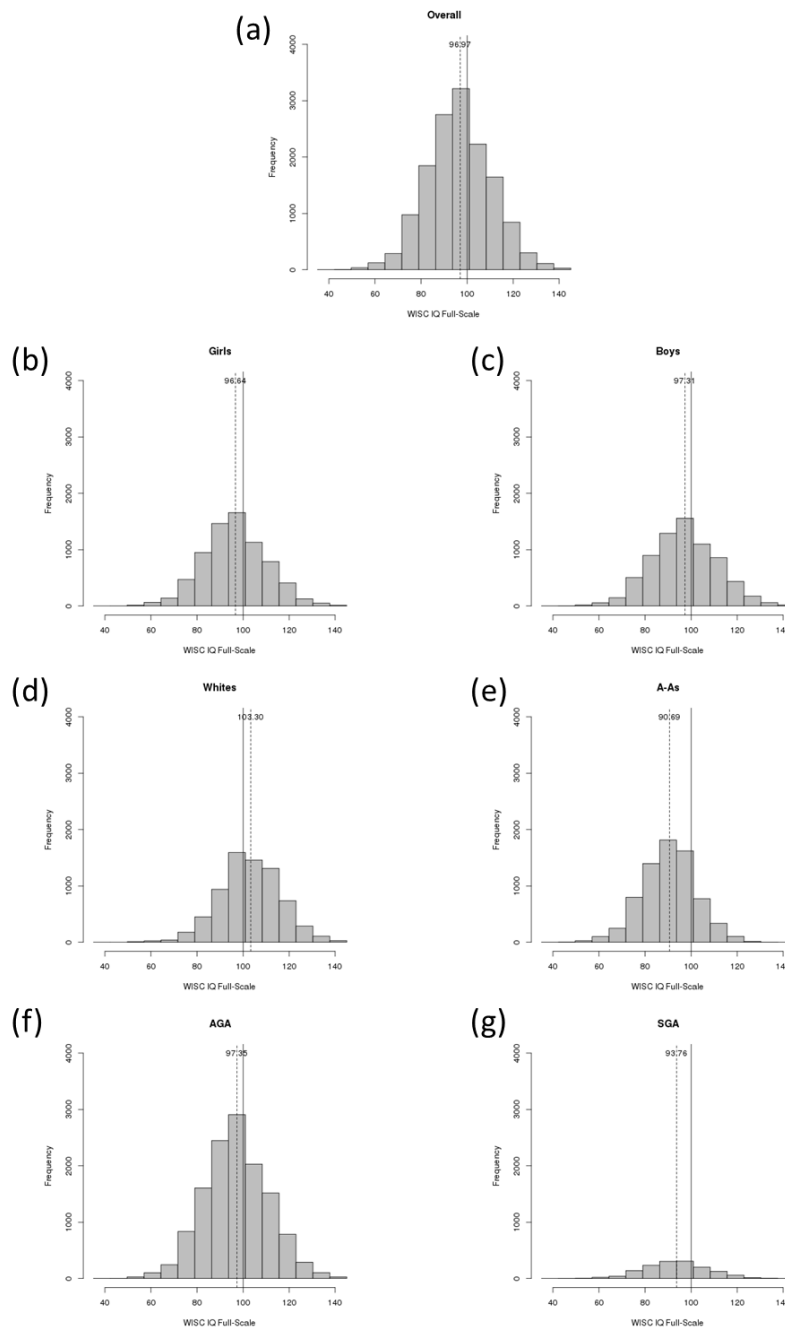 (a)
Overall
96.97
Frequency
0 1000 2000 3000 4000
40 60 80 100 120 140
WISC IQ Full-Scale
(b)
Girls
96.64
Frequency
0 1000 2000 3000 4000
40 60 80 100 120 140
WISC IQ Full-Scale
(c)
Boys
97.31
Frequency
0 1000 2000 3000 4000
40 60 80 100 120 140
WISC IQ Full-Scale
(d)
Whites
103.30
Frequency
0 1000 2000 3000 4000
40 60 80 100 120 140
WISC IQ Full-Scale
(e)
A-As
90.69
Frequency
0 1000 2000 3000 4000
40 60 80 100 120 140
WISC IQ Full-Scale
(f)
AGA
97.35
Frequency
0 1000 2000 3000 4000
40 60 80 100 120 140
WISC IQ Full-Scale
(g)
SGA
93.76
Frequency
0 1000 2000 3000 4000
40 60 80 100 120 140
WISC IQ Full-Scale